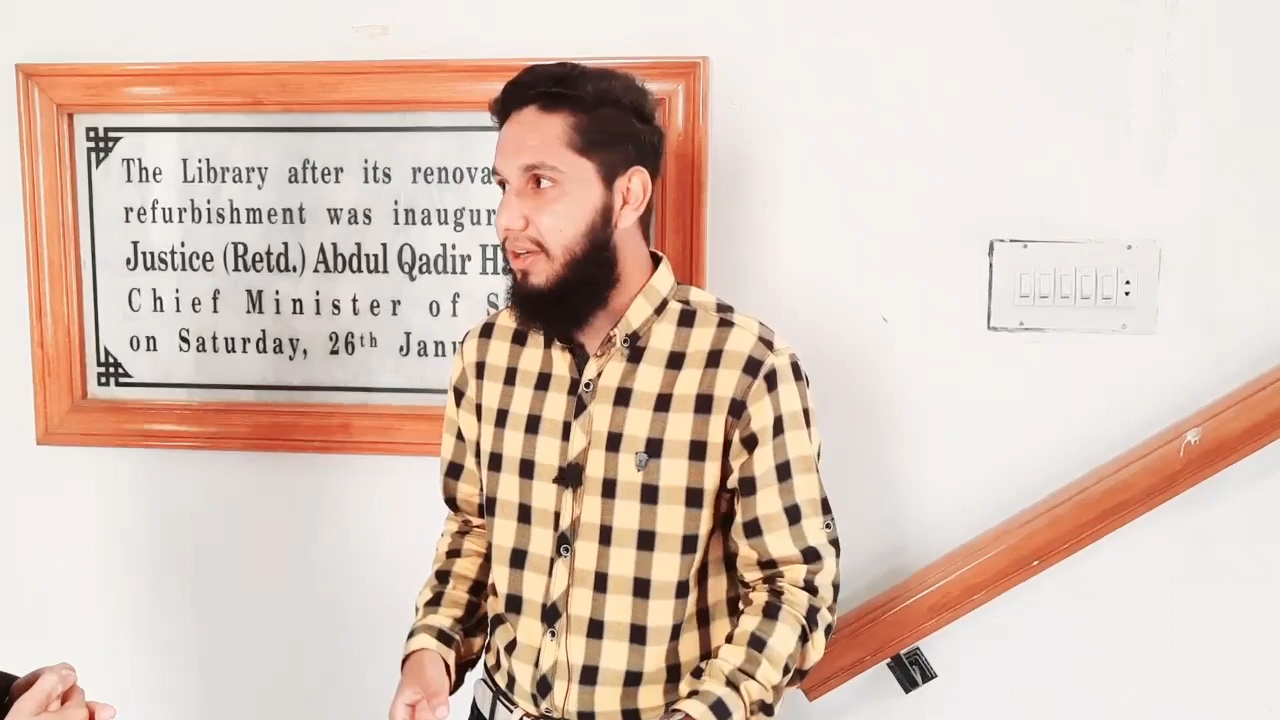 The Library after its renova
refurbishment was inaugur
Justice (Retd.) Abdul Qadir H
Chief Minister of S
on Saturday, 26th Janu